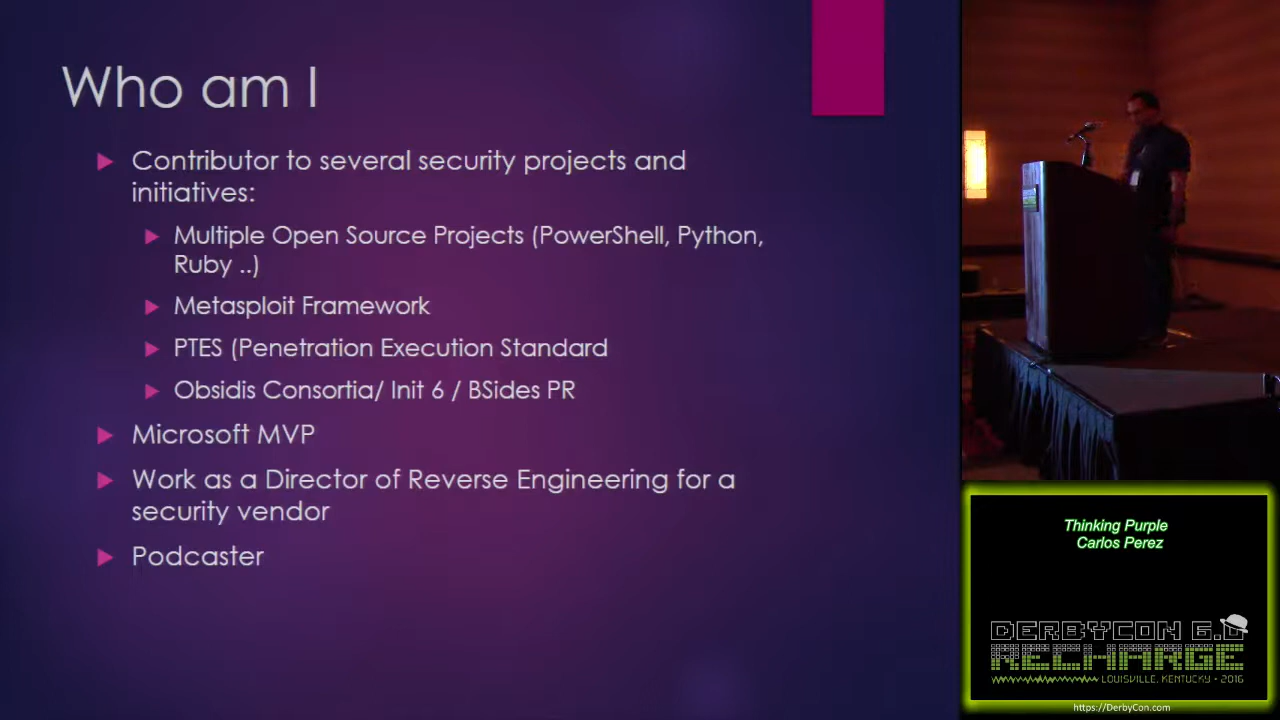 Who am I
Contributor to several security projects and
initiatives:
Multiple Open Source Projects (PowerShell, Python,
Ruby ..)
Metasploit Framework
PTES (Penetration Execution Standard
Obsidis Consortia/ Init 6 / BSides PR
Microsoft MVP
Work as a Director of Reverse Engineering for a
security vendor
Podcaster
Thinking Purple
Carlos Perez
DERBYCON 6.0
RECHARGE
LOUISVILLE, KENTUCKY • 2016
https://DerbyCon.com